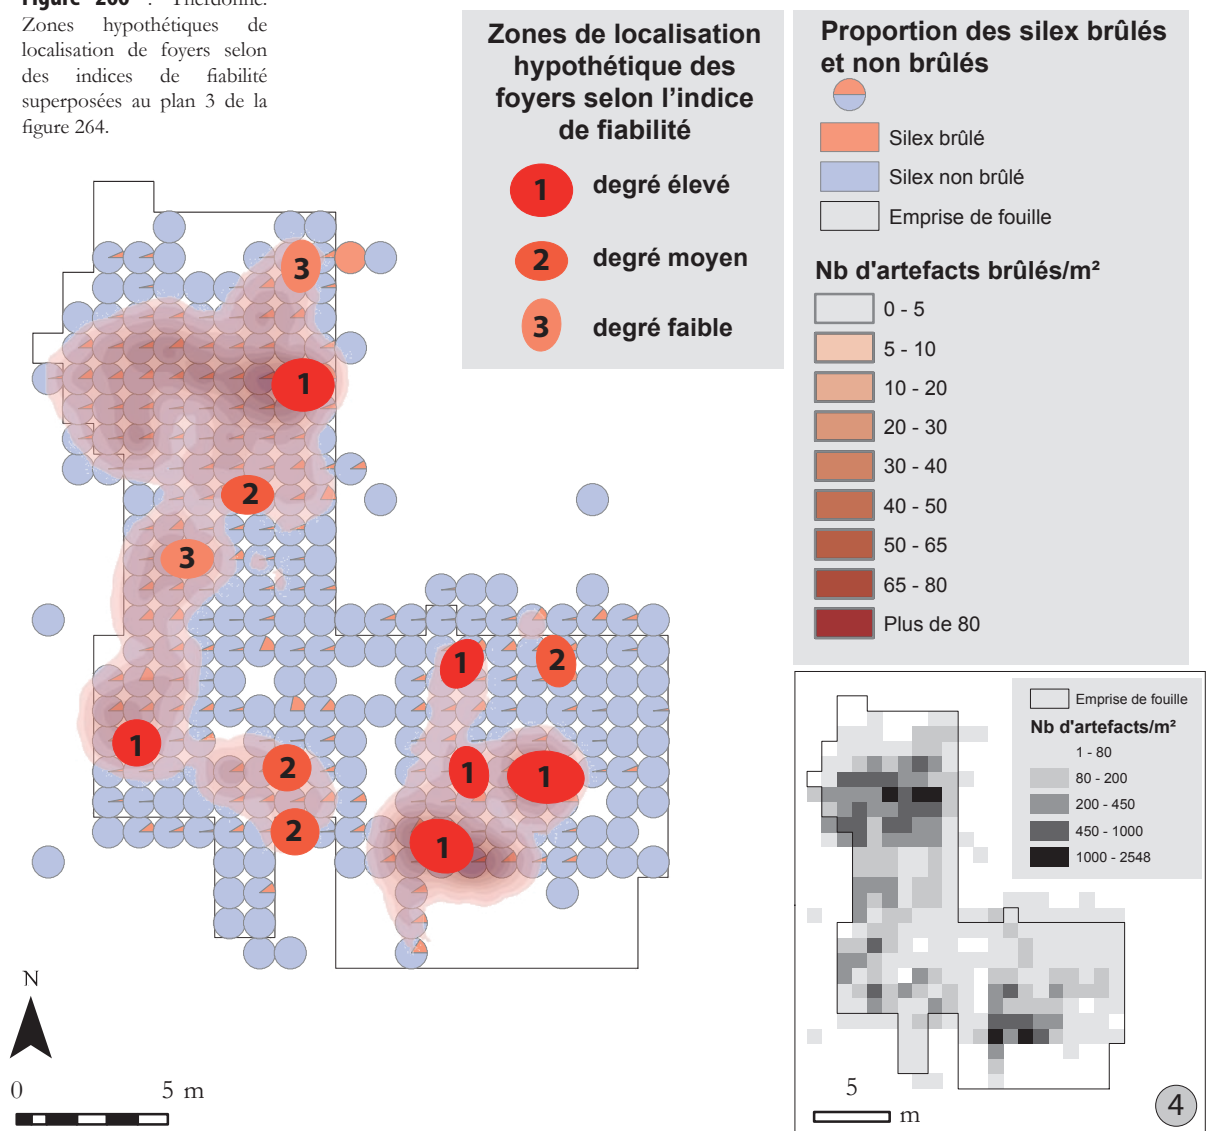 Figure 266 : Therdonne.
Zones hypothétiques de
localisation de foyers selon
des indices de fiabilité
superposées au plan 3 de la
figure 264.
Zones de localisation
hypothétique des
foyers selon l'indice
de fiabilité
1 degré élevé
2 degré moyen
3 degré faible
Proportion des silex brûlés
et non brûlés
Silex brûlé
Silex non brûlé
Emprise de fouille
Nb d'artefacts brûlés/m²
0 - 5
5 - 10
10 - 20
20 - 30
30 - 40
40 - 50
50 - 65
65 - 80
Plus de 80
3
1
2
3
1
2
1
2
1
1
2
1
N
0 5 m
Emprise de fouille
Nb d'artefacts/m²
1 - 80
80 - 200
200 - 450
450 - 1000
1000 - 2548
5
m
4